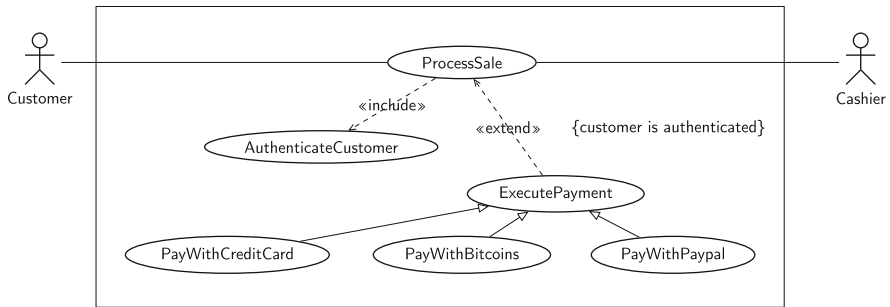 ProcessSale
Customer
Cashier
«include»
«extend»
{customer is authenticated}
AuthenticateCustomer
ExecutePayment
PayWithCreditCard
PayWithBitcoins
PayWithPaypal